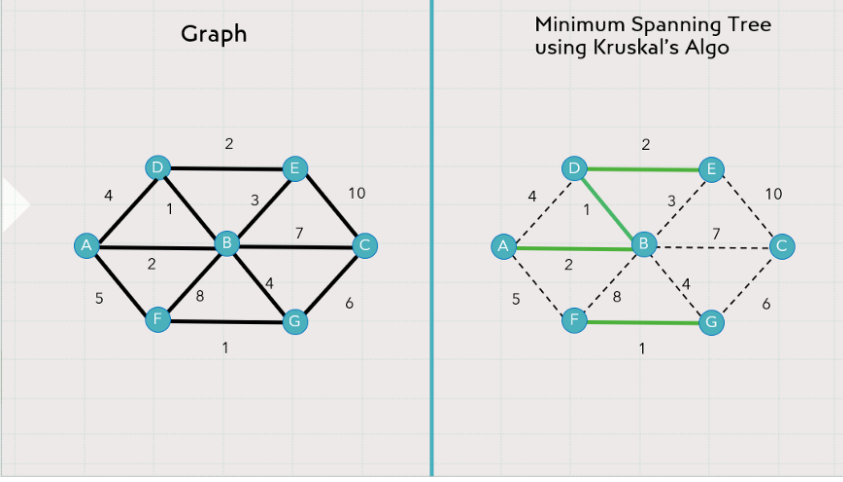 Graph
2
D
E
4
1
3
10
A
B
7
C
2
5
8
4
6
F
G
1
Minimum Spanning Tree
using Kruskal's Algo
2
D
E
4
1
3
10
A
B
7
C
2
5
8
4
6
F
G
1